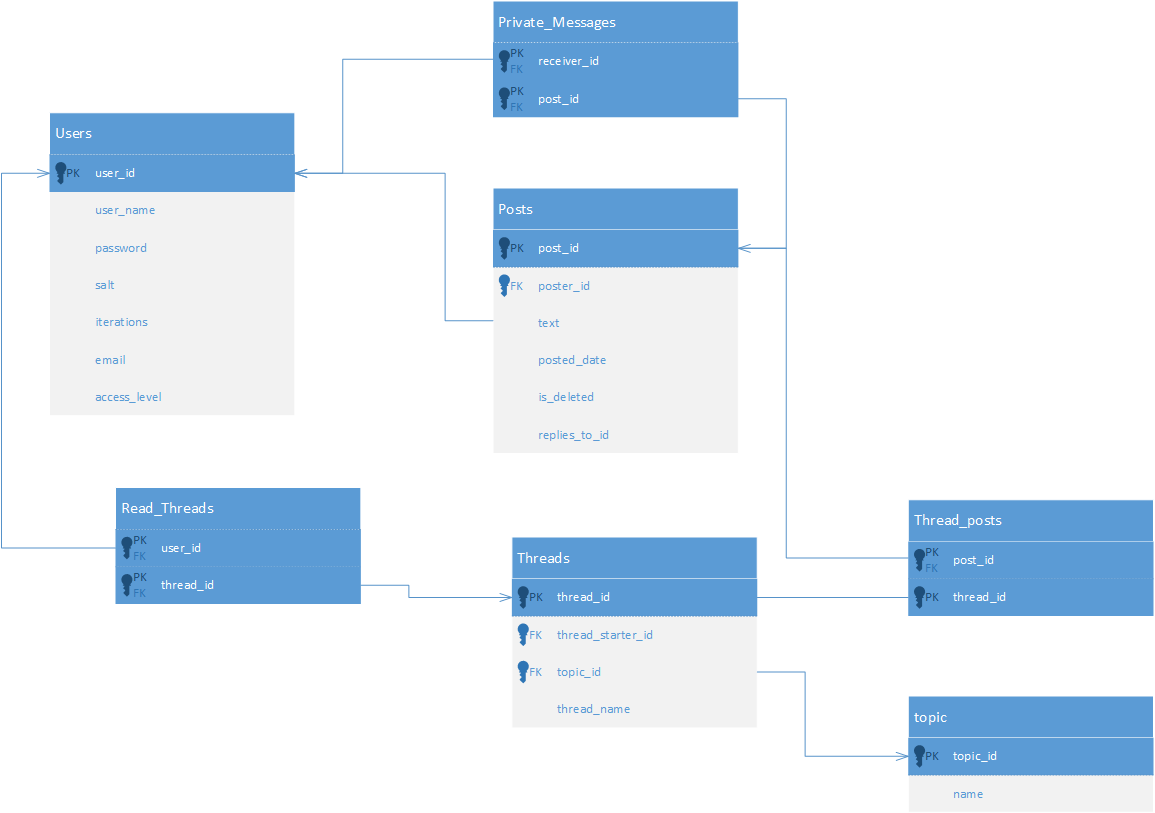 Private_Messages
PK
FK receiver_id
PK
FK post_id
Users
PK user_id
user_name
password
salt
iterations
email
access_level
Posts
PK post_id
FK poster_id
text
posted_date
is_deleted
replies_to_id
Read_Threads
PK
FK user_id
PK
FK thread_id
Threads
PK thread_id
FK thread_starter_id
FK topic_id
thread_name
Thread_posts
PK
FK post_id
PK thread_id
topic
PK topic_id
name